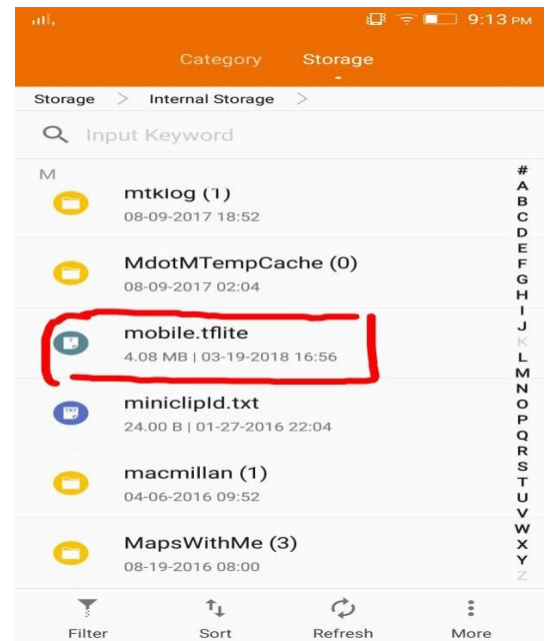 9:13 PM
Category Storage
Storage > Internal Storage >
Input Keyword
M
mtklog (1)
08-09-2017 18:52
MdotMTempCache (0)
08-09-2017 02:04
mobile.tflite
4.08 MB | 03-19-2018 16:56
miniclipId.txt
24.00 B | 01-27-2016 22:04
macmillan (1)
04-06-2016 09:52
MapsWithMe (3)
08-19-2016 08:00
#
A
B
C
D
E
F
G
H
I
J
K
L
M
N
O
P
Q
R
S
T
U
V
W
X
Y
Z
Filter Sort Refresh More